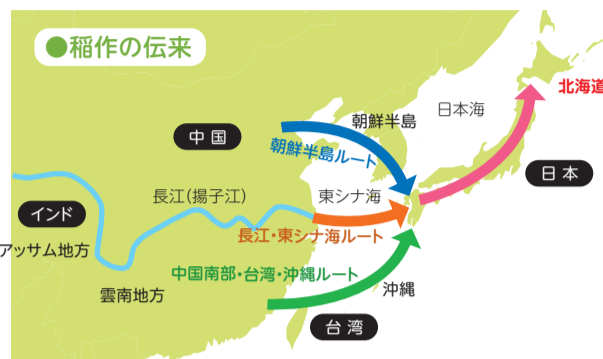 ●稲作の伝来
北海道
日本海
朝鮮半島
中国
朝鮮半島ルート
日本
長江(揚子江)
東シナ海
インド
長江・東シナ海ルート
アッサム地方
中国南部・台湾・沖縄ルート
雲南地方
沖縄
台湾